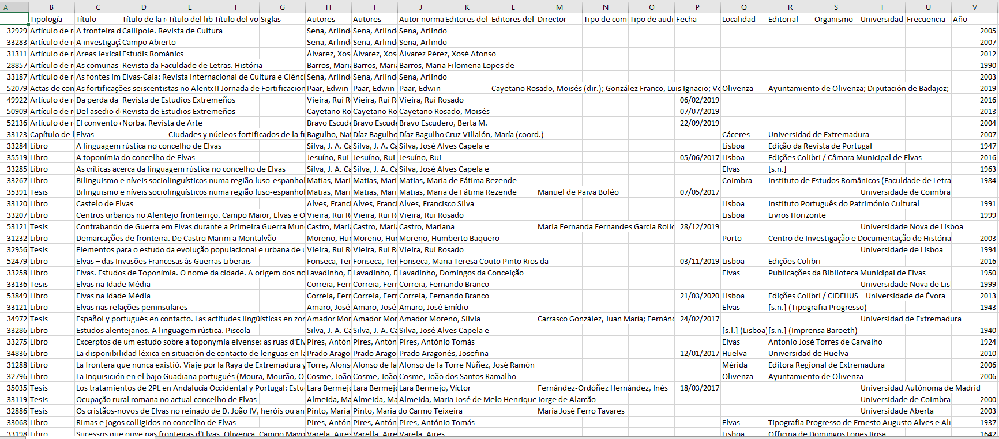 A B C D E F G H I J K L M N O P Q R S T U V
Tipología Título Título de la r Título del lib Título del vo Siglas Autores Autores Autor norma Editores del Editores del Director Tipo de com Tipo de audi Fecha Localidad Editorial Organismo Universidad Frecuencia Año
32929 Artículo de r A fronteira d Callipole. Revista de Cultura Sena, Arlind Sena, Arlind Sena, Arlindo 2005
33283 Artículo de r A investigaç Campo Abierto Sena, Arlind Sena, Arlind Sena, Arlindo 2007
31311 Artículo de r Areas lexicai Estudis Romànics Álvarez, Xos Álvarez, Xos Álvarez Pérez, Xosé Afonso 2012
28857 Artículo de r As comunas Revista da Faculdade de Letras. História Barros, Mari Barros, Mari Barros, Maria Filomena Lopes de 1990
33187 Artículo de r As fontes im Elvas-Caia: Revista Internacional de Cultura e Ciênci Sena, Arlind Sena, Arlind Sena, Arlindo 2003
52079 Actas de con As fortificações seiscentistas no Alente II Jornada de Fortificacion Paar, Edwin Paar, Edwin Paar, Edwin Cayetano Rosado, Moisés (dir.); González Franco, Luis Ignacio; Ve Olivenza Ayuntamiento de Olivenza; Diputación de Badajoz; 2019
49922 Artículo de r Da perda da Revista de Estudios Extremeños Vieira, Rui R Vieira, Rui R Vieira, Rui Rosado 06/02/2019 2016
50909 Artículo de r Del asedio d Revista de Estudios Extremeños Cayetano Ro Cayetano Ro Cayetano Rosado, Moisés 07/07/2019 2013
52136 Artículo de r El convento Norba. Revista de Arte Bravo Escude Bravo Escude Bravo Escudero, Berta M. 22/09/2019 2004
33123 Capítulo de l Elvas Ciudades y núcleos fortificados de la fr Bagulho, Nat Díaz Bagulho Díaz Bagulho Cruz Villalón, María (coord.) Cáceres Universidad de Extremadura 2007
33284 Libro A linguagem rústica no concelho de Elvas Silva, J. A. Ca Silva, J. A. Ca Silva, José Alves Capela e Lisboa Edição da Revista de Portugal 1947
35519 Libro A toponímia do concelho de Elvas Jesuíno, Rui Jesuíno, Rui Jesuíno, Rui 05/06/2017 Lisboa Edições Colibri / Câmara Municipal de Elvas 2016
33285 Libro As críticas acerca da linguagem rústica no concelho de Elvas Silva, J. A. Ca Silva, J. A. Ca Silva, José Alves Capela e Elvas [s.n.] 1963
33267 Libro Bilinguismo e níveis sociolinguísticos numa região luso-espanhol Matias, Mari Matias, Mari Matias, Maria de Fátima Rezende Coimbra Instituto de Estudos Românicos (Faculdade de Letra 1984
35391 Tesis Bilinguismo e níveis sociolinguísticos numa região luso-espanhol Matias, Mari Matias, Mari Matias, Maria de Fátima Rezende Manuel de Paiva Boléo 07/05/2017 Universidade de Coimbra
33120 Libro Castelo de Elvas Alves, Franci Alves, Franci Alves, Francisco Silva Lisboa Instituto Português do Património Cultural 1991
33207 Libro Centros urbanos no Alentejo fronteiriço. Campo Maior, Elvas e O Vieira, Rui R Vieira, Rui R Vieira, Rui Rosado Lisboa Livros Horizonte 1999
53121 Tesis Contrabando de Guerra em Elvas durante a Primeira Guerra Mun Castro, Maria Castro, Maria Castro, Mariana Maria Fernanda Fernandes Garcia Rollo 28/12/2019 Universidade Nova de Lisboa
31232 Libro Demarcações de fronteira. De Castro Marim a Montalvão Moreno, Hur Moreno, Hur Moreno, Humberto Baquero Porto Centro de Investigação e Documentação de História 2003
32956 Tesis Elementos para o estudo da evolução populacional e urbana de u Vieira, Rui R Vieira, Rui R Vieira, Rui Rosado Universidade de Lisboa 1994
52479 Libro Elvas – das Invasões Francesas às Guerras Liberais Fonseca, Ter Fonseca, Ter Fonseca, Maria Teresa Couto Pinto Rios da 03/11/2019 Lisboa Edições Colibri 2016
33258 Libro Elvas. Estudos de Toponímia. O nome da cidade. A origem dos no Lavadinho, D Lavadinho, D Lavadinho, Domingos da Conceição Elvas Publicações da Biblioteca Municipal de Elvas 1950
33136 Tesis Elvas na Idade Média Correia, Ferr Correia, Ferr Correia, Fernando Branco Universidade Nova de Lisl 1999
53849 Libro Elvas na Idade Média Correia, Ferr Correia, Ferr Correia, Fernando Branco 21/03/2020 Lisboa Edições Colibri / CIDEHUS – Universidade de Évora 2013
33121 Libro Elvas nas relações peninsulares Amaro, José Amaro, José Amaro, José Emídio Elvas [s.n.] (Tipografia Progresso) 1943
34972 Tesis Español y portugués en contacto. Las actitudes lingüísticas en zor Amador Mor Amador Mor Amador Moreno, Silvia Carrasco González, Juan María; Fernánd 24/02/2017 Universidad de Extremadura
33286 Libro Estudos alentejanos. A linguagem rústica. Piscola Silva, J. A. Ca Silva, J. A. Ca Silva, José Alves Capela e [s.l.] (Lisboa) [s.n.] (Imprensa Baroëth) 1940
33275 Libro Excerptos de um estudo sobre a toponymia elvense: as ruas d'Elv Pires, Antón Pires, Antón Pires, António Tomás Elvas Antonio José Torres de Carvalho 1924
34836 Libro La disponibilidad léxica en situación de contacto de lenguas en la Prado Arago Prado Arago Prado Aragonés, Josefina 12/01/2017 Huelva Universidad de Huelva 2010
31288 Libro La frontera que nunca existió. Viaje por la Raya de Extremadura y Torre, Alons Alonso de la Alonso de la Torre Núñez, José Ramón Mérida Editora Regional de Extremadura 2006
32796 Libro La Inquisición en el bajo Guadiana portugués (Moura, Mourão, Ol Cosme, João Cosme, João Cosme, João dos Santos Ramalho Olivenza Ayuntamiento de Olivenza 2006
35035 Tesis Los tratamientos de 2PL en Andalucía Occidental y Portugal: Estu Lara Bermejo Lara Bermejo Lara Bermejo, Víctor Fernández-Ordóñez Hernández, Inés 18/03/2017 Universidad Autónoma de Madrid
33119 Tesis Ocupação rural romana no actual concelho de Elvas Almeida, Ma Almeida, Ma Almeida, Maria José de Melo Henrique Jorge de Alarcão Universidade de Coimbra 2000
32886 Tesis Os cristãos-novos de Elvas no reinado de D. João IV, heróis ou an Pinto, Maria Pinto, Maria do Carmo Teixeira Maria José Ferro Tavares Universidade Aberta 2003
33068 Libro Rimas e jogos colligidos no concelho de Elvas Pires, Antón Pires, Antón Pires, António Tomás Elvas Tipografia Progresso de Ernesto Augusto Alves e Alr 1937
33198 Libro Sucessos que ouve nas fronteiras d'Elvas, Olivença, Campo Mayo Varela, Aires Varella, Aire Varela, Aires Lisboa Officina de Domingos Lopes Rosa 1642